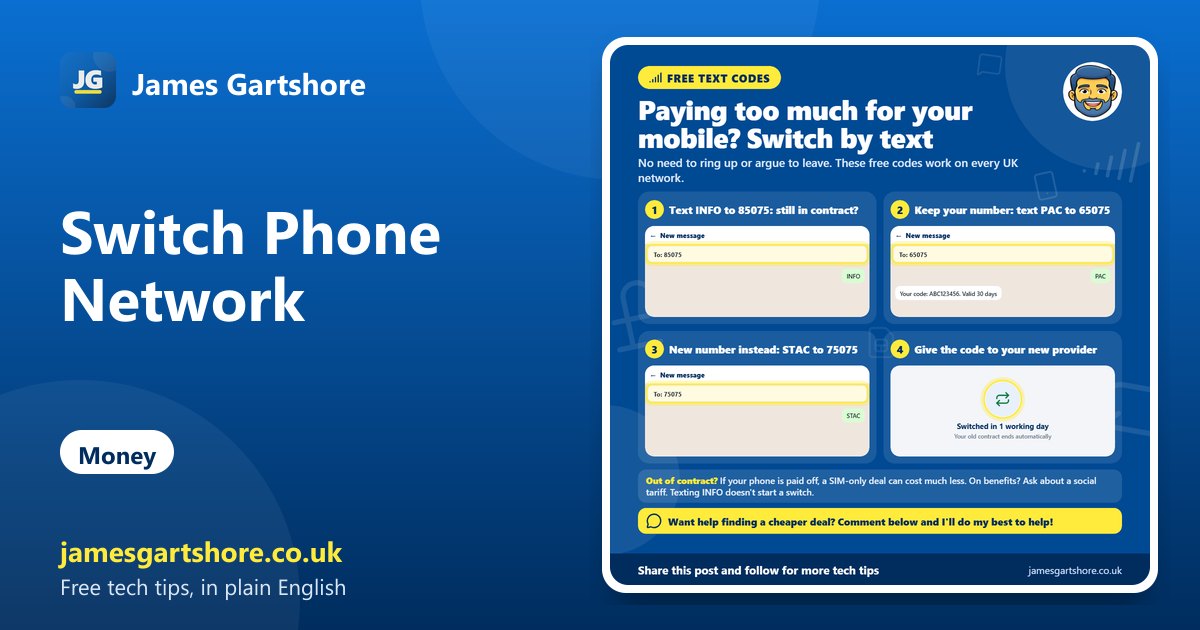 JG
James Gartshore
Switch Phone
Network
Money
jamesgartshore.co.uk
Free tech tips, in plain English
FREE TEXT CODES
Paying too much for your
mobile? Switch by text
No need to ring up or argue to leave. These free codes work on every UK
network.
1 Text INFO to 85075: still in contract?
← New message
To: 85075
INFO
2 Keep your number: text PAC to 65075
← New message
To: 65075
PAC
Your code: ABC123456. Valid 30 days
3 New number instead: STAC to 75075
← New message
To: 75075
STAC
4 Give the code to your new provider
Switched in 1 working day
Your old contract ends automatically
Out of contract? If your phone is paid off, a SIM-only deal can cost much less. On benefits? Ask about a social
tariff. Texting INFO doesn't start a switch.
Want help finding a cheaper deal? Comment below and I'll do my best to help!
Share this post and follow for more tech tips
jamesgartshore.co.uk